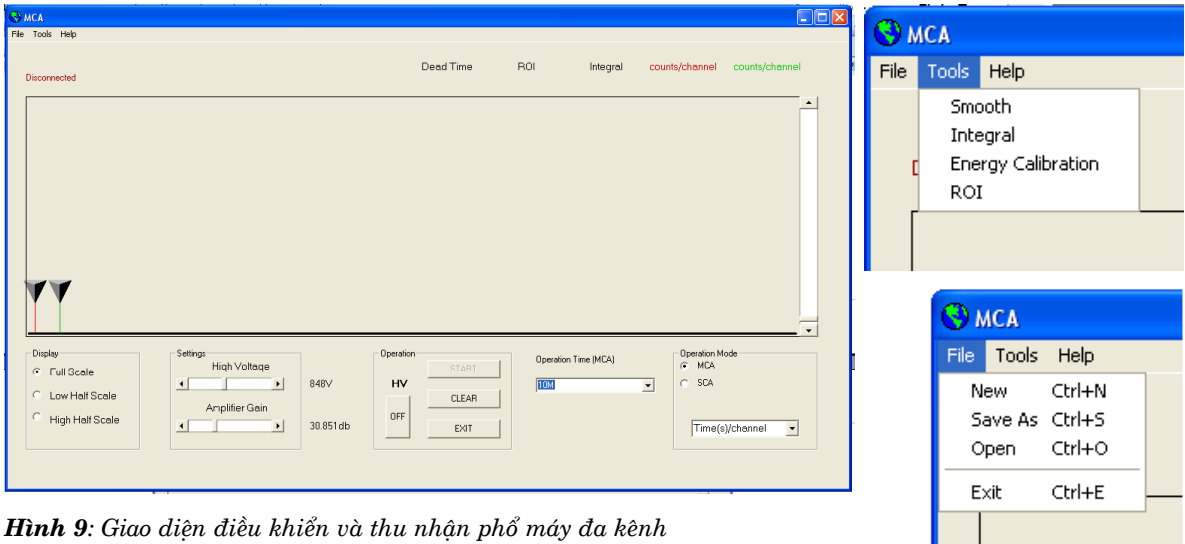 MCA
File Tools Help
Disconnected
Dead Time ROI Integral counts/channel counts/channel
Display
Full Scale
Low Half Scale
High Half Scale
Settings
High Voltage
848V
Amplifier Gain
30.851db
Operation
HV
OFF
START
CLEAR
EXIT
Operation Time (MCA)
10M
Operation Mode
MCA
SCA
Time(s)/channel
MCA
File Tools Help
Smooth
Integral
Energy Calibration
ROI
MCA
File Tools Help
New Ctrl+N
Save As Ctrl+S
Open Ctrl+O
Exit Ctrl+E
Hình 9: Giao diện điều khiển và thu nhận phổ máy đa kênh